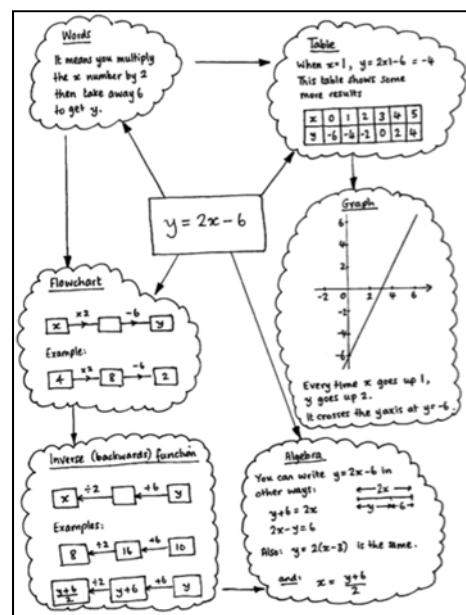 Words
It means you multiply
the x number by 2
then take away 6
to get y.
Table
When x=1, y=2x1-6 = -4
This table shows some
more results
x 0 1 2 3 4 5
y -6 -4 -2 0 2 4
y = 2x - 6
Graph
6
4
2
-2 0 2 4 6
-2
-4
-6
Every time x goes up 1,
y goes up 2.
It crosses the y axis at y=-6.
Flowchart
x ×2 -6 y
Example:
4 ×2 8 -6 2
Inverse (backwards) function
x ÷2 +6 y
Examples:
8 ÷2 16 +6 10
y+6/2 ÷2 y+6 +6 y
Algebra
You can write y=2x-6 in
other ways:
2x
y+6 = 2x
y 6
2x-y=6
Also: y=2(x-3) is the same.
and: x = y+6/2